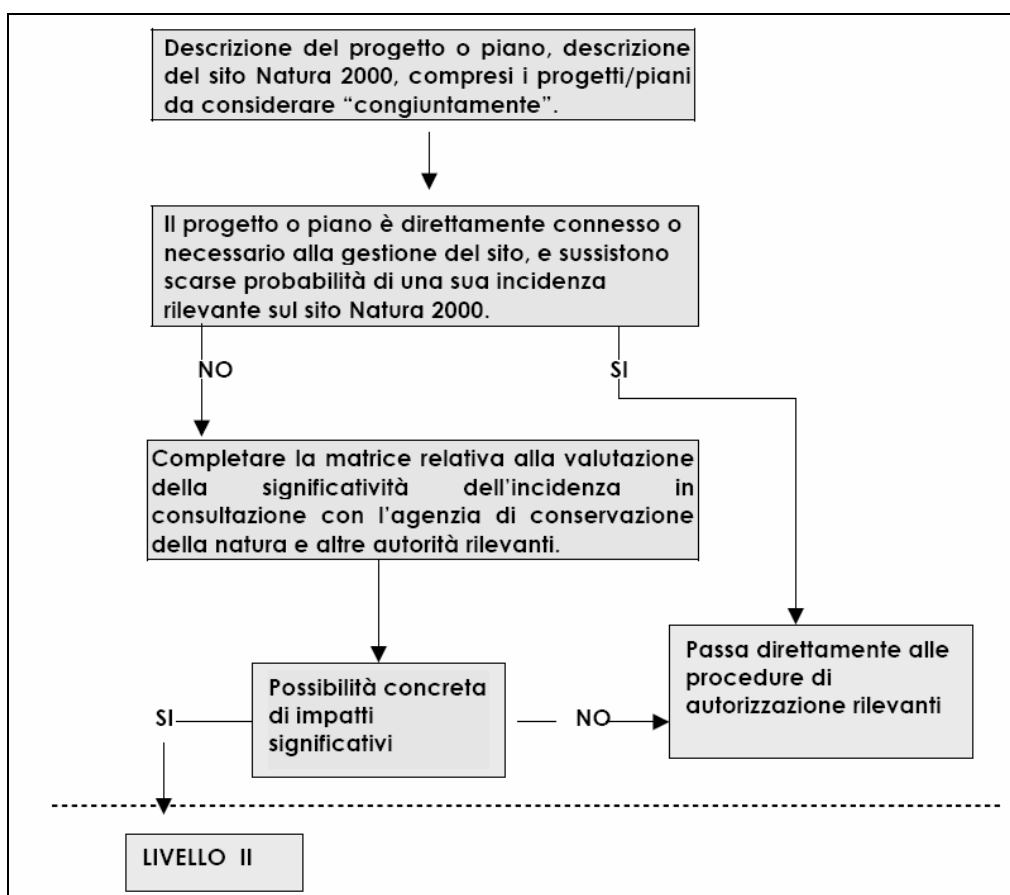 Descrizione del progetto o piano, descrizione
del sito Natura 2000, compresi i progetti/piani
da considerare “congiuntamente”.
Il progetto o piano è direttamente connesso o
necessario alla gestione del sito, e sussistono
scarse probabilità di una sua incidenza
rilevante sul sito Natura 2000.
NO
SI
Completare la matrice relativa alla valutazione
della significatività dell’incidenza in
consultazione con l’agenzia di conservazione
della natura e altre autorità rilevanti.
Possibilità concreta
di impatti
significativi
SI
NO
Passa direttamente alle
procedure di
autorizzazione rilevanti
LIVELLO II